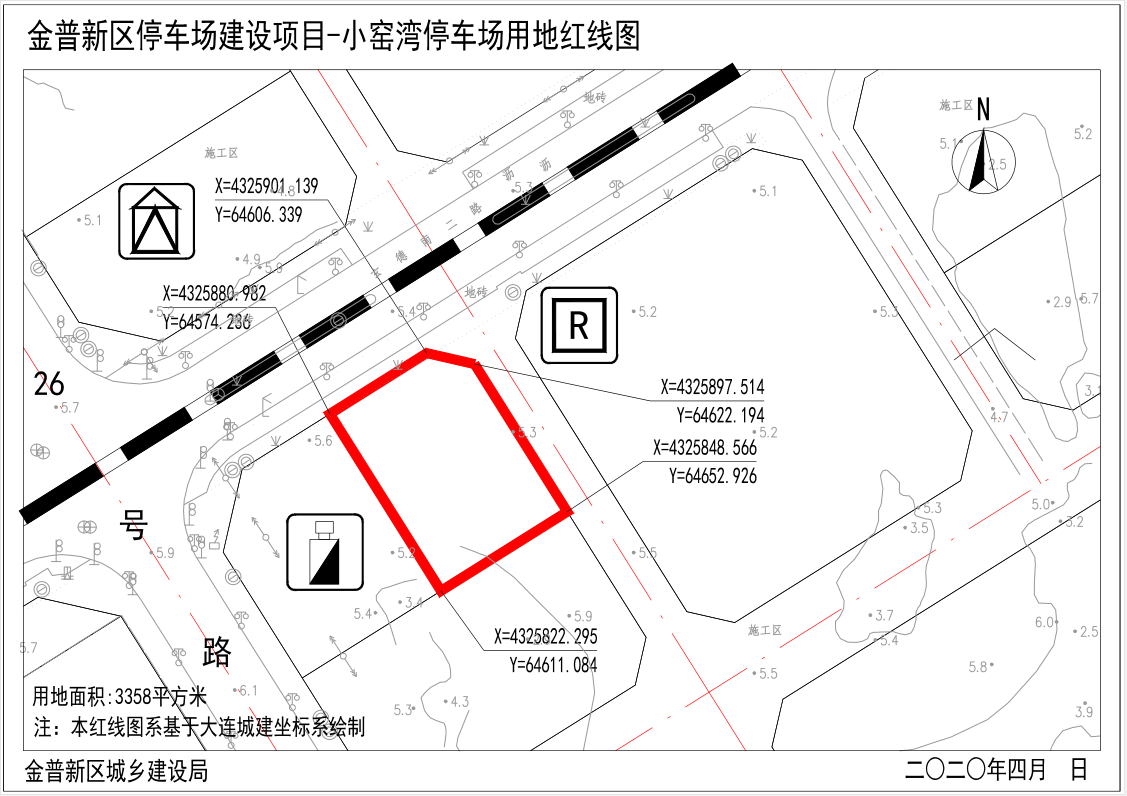 金普新区停车场建设项目-小窑湾停车场用地红线图
地砖
施工区
N
5.2
5.1
2.5
施工区
沥
沥
X=4325901.139
5.3
5.1
5.1
Y=64606.339
路
二
南
德
4.9
5.9
地砖
X=4325880.982
2.9
5.7
5.4
5.2
5.3
Y=64574.236
R
26
X=4325897.514
5.7
4.7
Y=64622.194
5.6
5.3
5.2
X=4325848.566
Y=64652.926
5.3
5.0
号
3.5
3.2
5.9
5.2
5.5
3.4
5.4
5.9
3.7
6.0
2.5
施工区
X=4325822.295
5.4
5.7
路
Y=64611.084
5.8
5.5
6.1
用地面积:3358平方米
4.3
5.3
3.9
注: 本红线图系基于大连城建坐标系绘制
金普新区城乡建设局
二〇二〇年四月 日